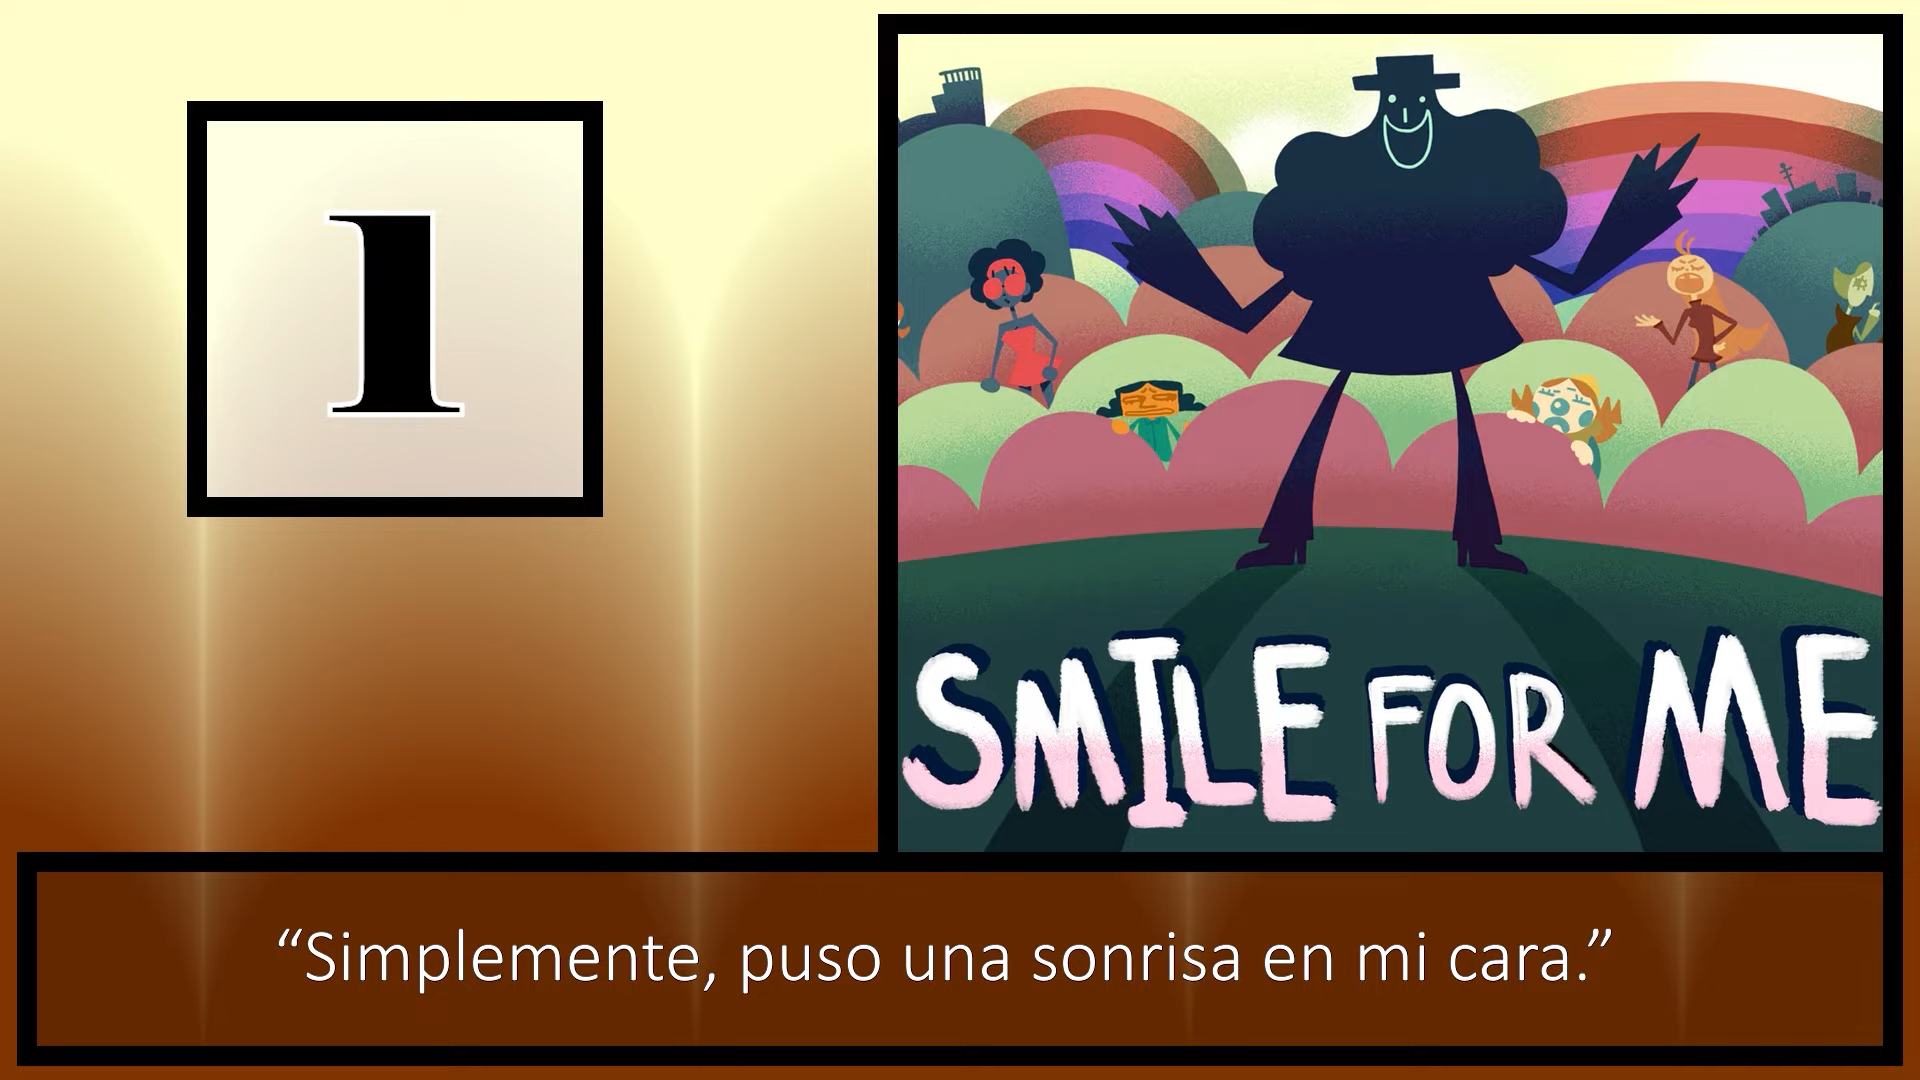 1
SMILE FOR ME
“Simplemente, puso una sonrisa en mi cara.”